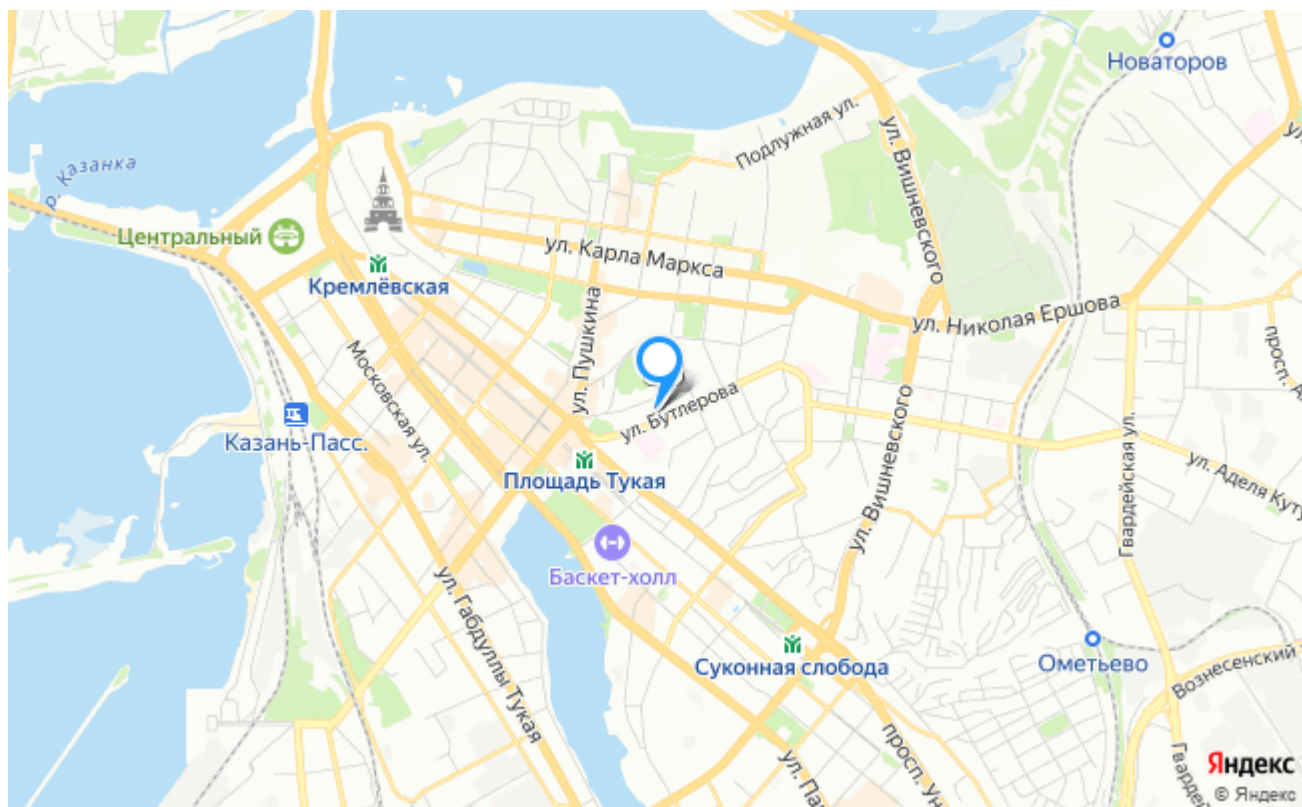 Новаторов
Подлужная ул.
ул. Вишневского
р. Казанка
Центральный
ул. Карла Маркса
Кремлёвская
ул. Николая Ершова
ул. Пушкина
просп. А
Московская ул.
ул. Бутлерова
Казань-Пасс.
ул. Вишневского
Гвардейская ул.
Площадь Тукая
ул. Аделя Куту
Баскет-холл
ул. Габдуллы Тукая
Суконная слобода
Ометьево
Вознесенский
просп. Ун
ул. Па
Гварде
Яндекс
© Яндекс